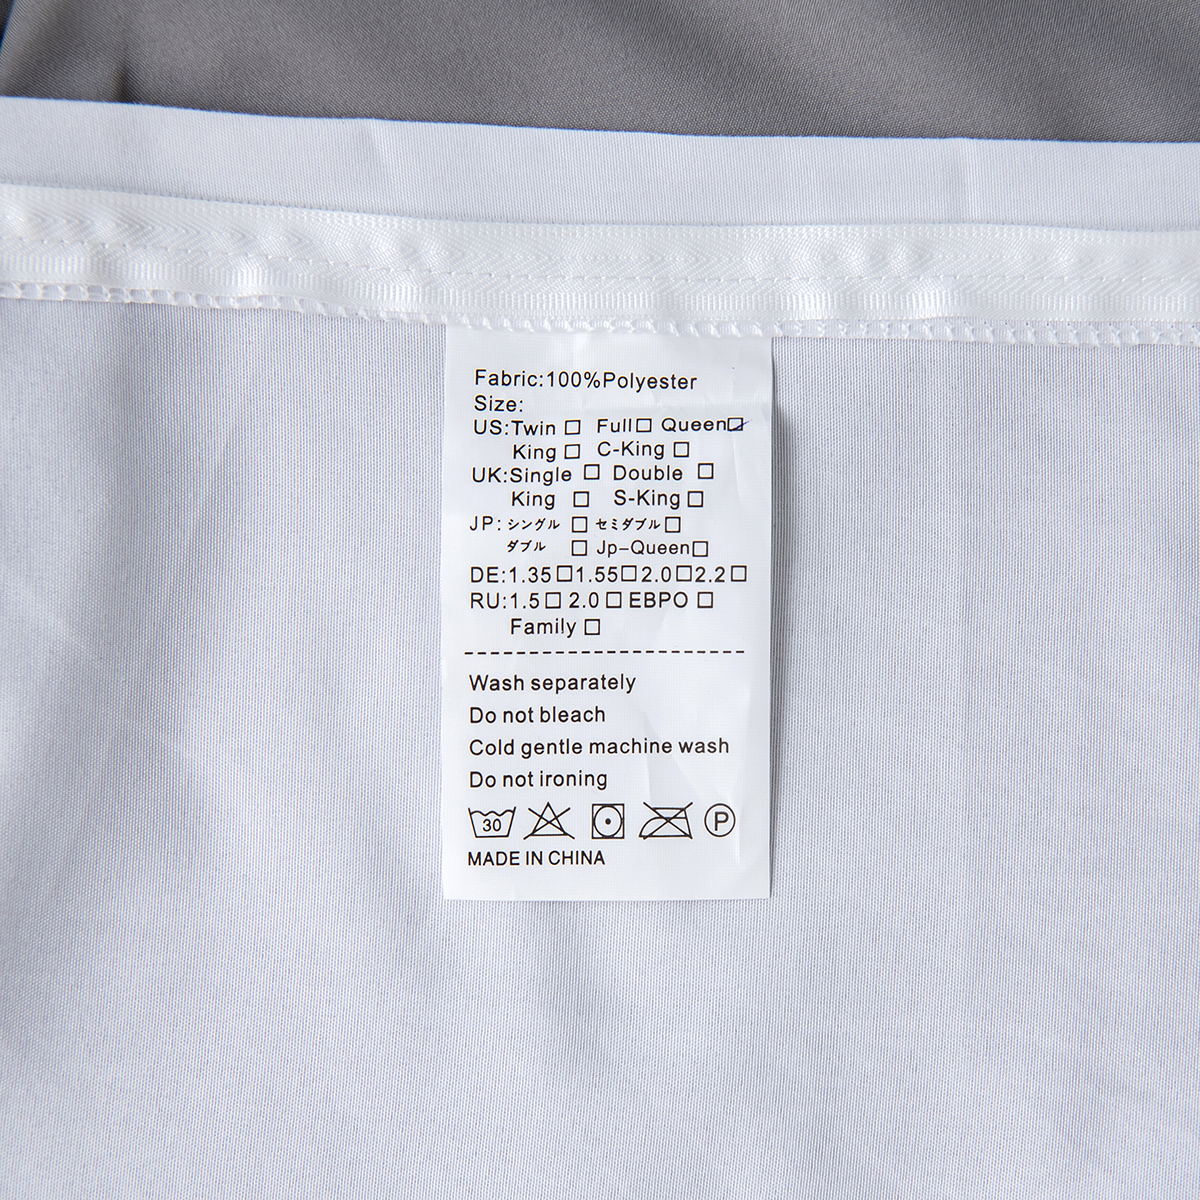 Fabric:100%Polyester
Size:
US:Twin □ Full□ Queen☑
King □ C-King □
UK:Single □ Double □
King □ S-King □
JP: シングル □ セミダブル□
ダブル □ Jp-Queen□
DE:1.35□1.55□2.0□2.2□
RU:1.5□ 2.0□ EBPO □
Family □
Wash separately
Do not bleach
Cold gentle machine wash
Do not ironing
30 P
MADE IN CHINA